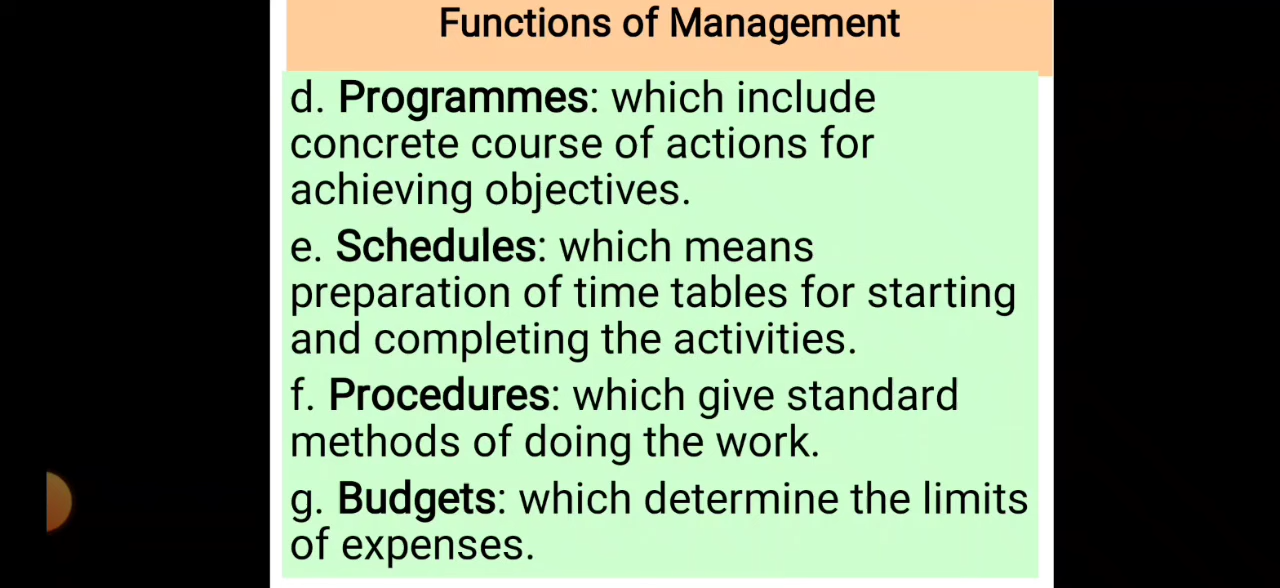 Functions of Management
d. Programmes: which include
concrete course of actions for
achieving objectives.
e. Schedules: which means
preparation of time tables for starting
and completing the activities.
f. Procedures: which give standard
methods of doing the work.
g. Budgets: which determine the limits
of expenses.